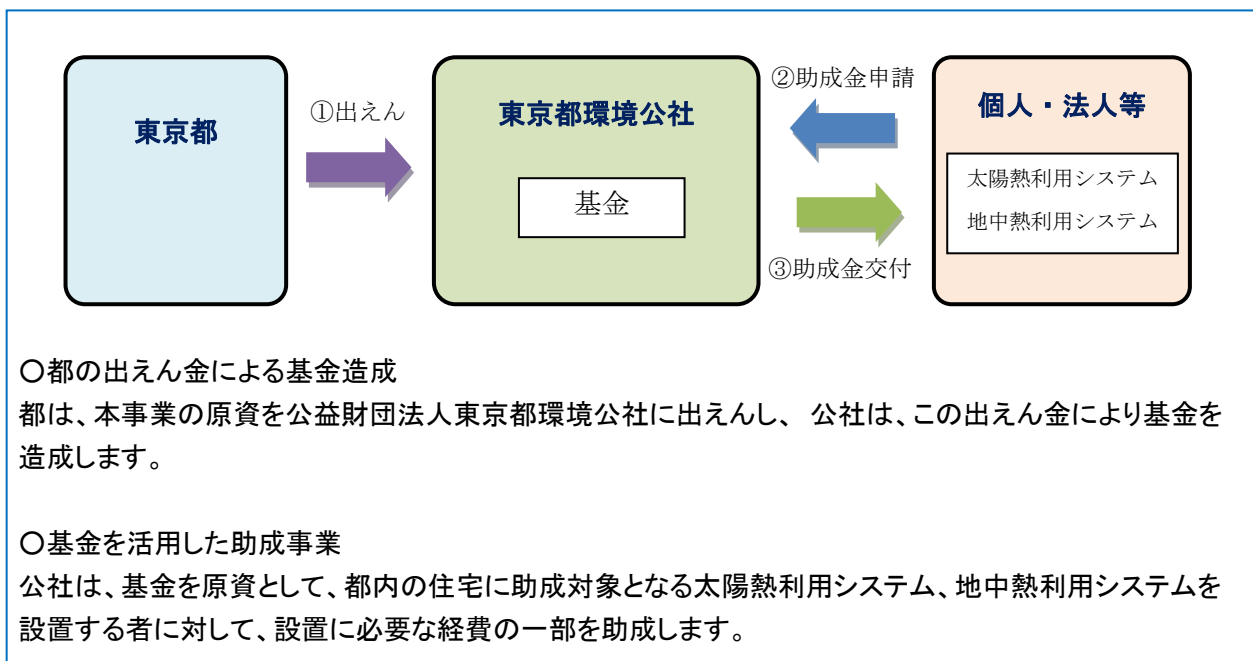 東京都
①出えん
東京都環境公社
基金
②助成金申請
③助成金交付
個人・法人等
太陽熱利用システム
地中熱利用システム
〇都の出えん金による基金造成
都は、本事業の原資を公益財団法人東京都環境公社に出えんし、 公社は、この出えん金により基金を
造成します。
〇基金を活用した助成事業
公社は、基金を原資として、都内の住宅に助成対象となる太陽熱利用システム、地中熱利用システムを
設置する者に対して、設置に必要な経費の一部を助成します。